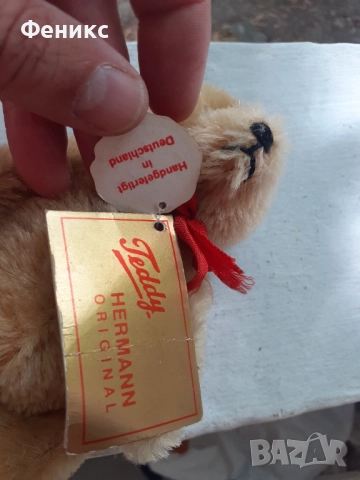 Феникс
Handgefertigt
in
Deutschland
Teddy
HERMANN
ORIGINAL
BAZAR